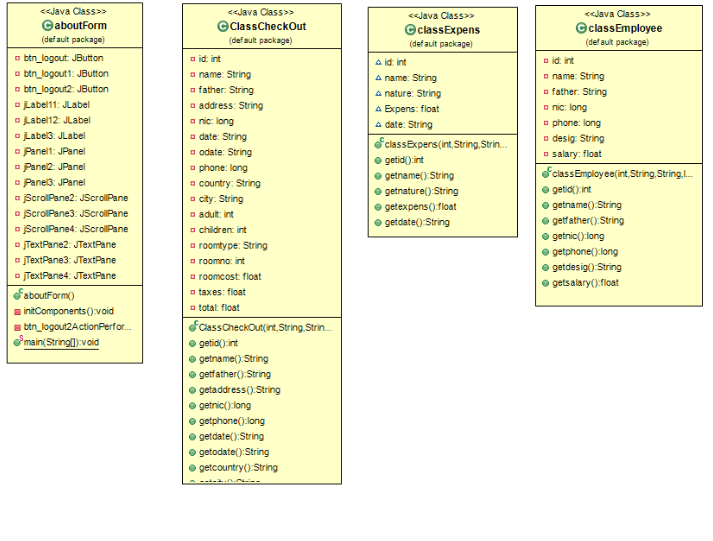 <<Java Class>>
aboutForm
(default package)
btn_logout: JButton
btn_logout1: JButton
btn_logout2: JButton
jLabel11: JLabel
jLabel12: JLabel
jLabel3: JLabel
jPanel1: JPanel
jPanel2: JPanel
jPanel3: JPanel
jScrollPane2: JScrollPane
jScrollPane3: JScrollPane
jScrollPane4: JScrollPane
jTextPane2: JTextPane
jTextPane3: JTextPane
jTextPane4: JTextPane
aboutForm()
initComponents():void
btn_logout2ActionPerfor...
main(String[]):void
<<Java Class>>
ClassCheckOut
(default package)
id: int
name: String
father: String
address: String
nic: long
date: String
odate: String
phone: long
country: String
city: String
adult: int
children: int
roomtype: String
roomno: int
roomcost: float
taxes: float
total: float
ClassCheckOut(int,String,Strin...
getid():int
getname():String
getfather():String
getaddress():String
getnic():long
getphone():long
getdate():String
getodate():String
getcountry():String
getcity():String
<<Java Class>>
classExpens
(default package)
id: int
name: String
nature: String
Expens: float
date: String
classExpens(int,String,Strin...
getid():int
getname():String
getnature():String
getexpens():float
getdate():String
<<Java Class>>
classEmployee
(default package)
id: int
name: String
father: String
nic: long
phone: long
desig: String
salary: float
classEmployee(int,String,String,l...
getid():int
getname():String
getfather():String
getnic():long
getphone():long
getdesig():String
getsalary():float